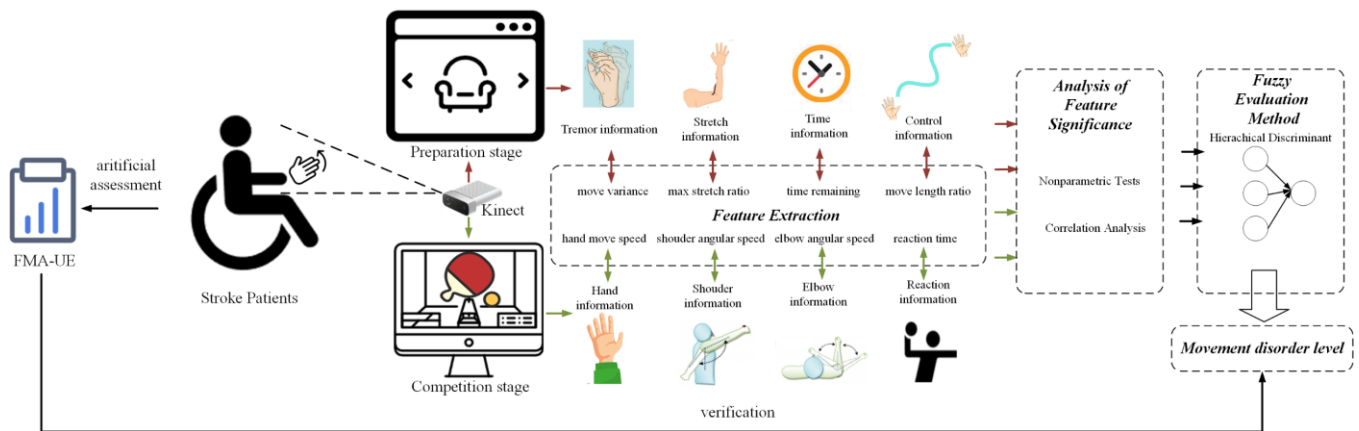 aritificial
assessment
FMA-UE
Stroke Patients
Preparation stage
Kinect
Competition stage
Tremor information
Stretch
information
Time
information
Control
information
move variance
max stretch ratio
time remaining
move length ratio
Feature Extraction
hand move speed
shouder angular speed
elbow angular speed
reaction time
Hand
information
Shouder
information
Elbow
information
Reaction
information
Analysis of
Feature
Significance
Nonparametric Tests
Correlation Analysis
Fuzzy
Evaluation
Method
Hierachical Discriminant
Movement disorder level
verification